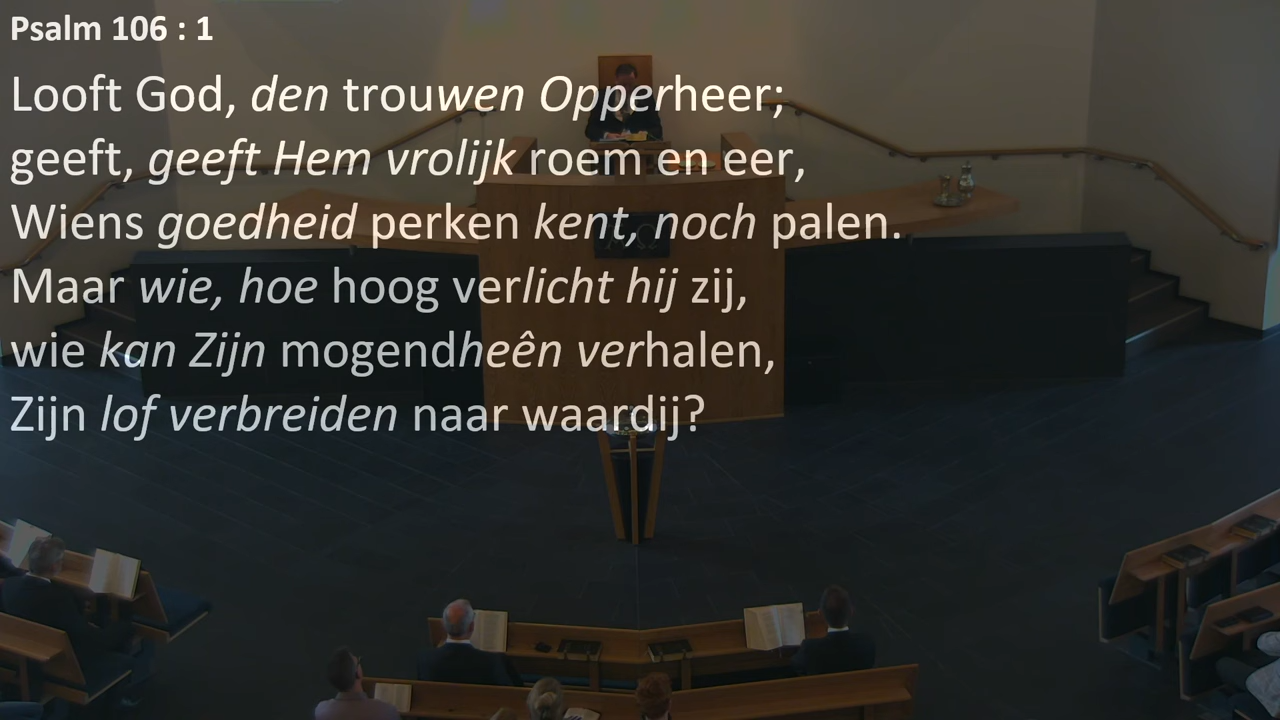 Psalm 106 : 1
Looft God, den trouwen Opperheer;
geeft, geeft Hem vrolijk roem en eer,
Wiens goedheid perken kent, noch palen.
Maar wie, hoe hoog verlicht hij zij,
wie kan Zijn mogendheên verhalen,
Zijn lof verbreiden naar waardij?